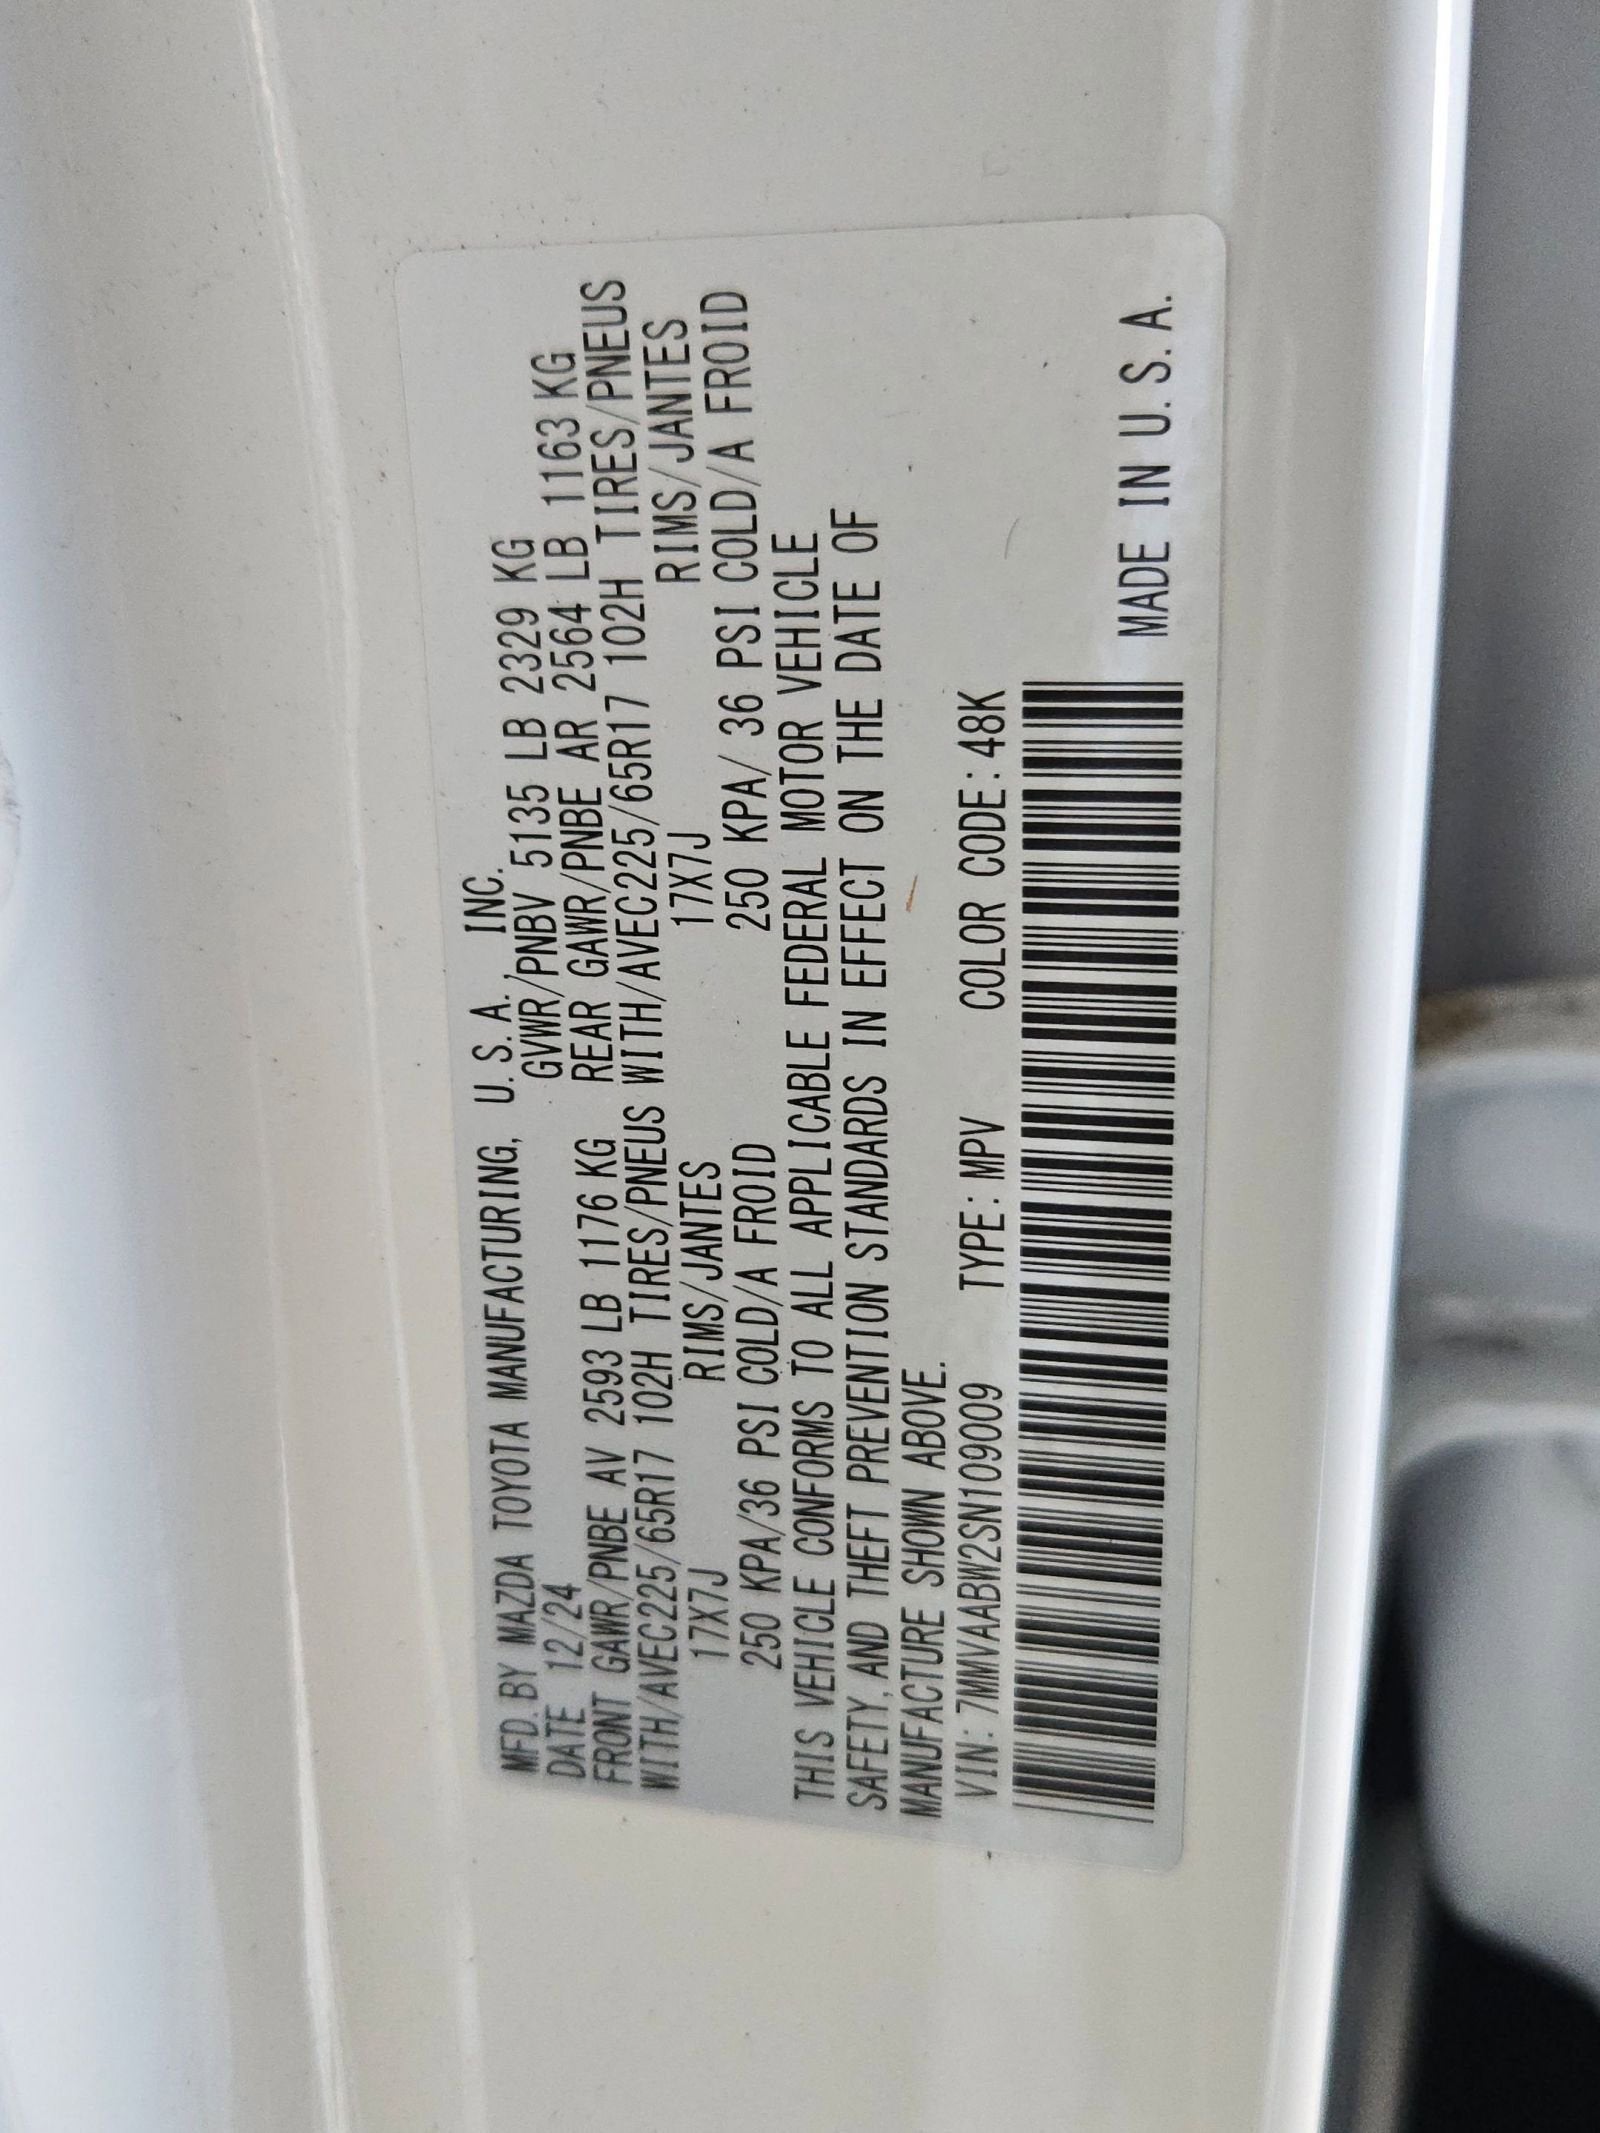 MFD. BY MAZDA TOYOTA MANUFACTURING, U.S.A., INC.
DATE 12/24 GVWR/PNBV 5135 LB 2329 KG
FRONT GAWR/PNBE AV 2593 LB 1176 KG REAR GAWR/PNBE AR 2564 LB 1163 KG
WITH/AVEC225/65R17 102H TIRES/PNEUS WITH/AVEC225/65R17 102H TIRES/PNEUS
17X7J RIMS/JANTES 17X7J RIMS/JANTES
250 KPA/36 PSI COLD/A FROID 250 KPA/ 36 PSI COLD/A FROID
THIS VEHICLE CONFORMS TO ALL APPLICABLE FEDERAL MOTOR VEHICLE
SAFETY, AND THEFT PREVENTION STANDARDS IN EFFECT ON THE DATE OF
MANUFACTURE SHOWN ABOVE.
VIN: 7MMVAABW2SN109009 TYPE: MPV COLOR CODE: 48K
MADE IN U.S.A.